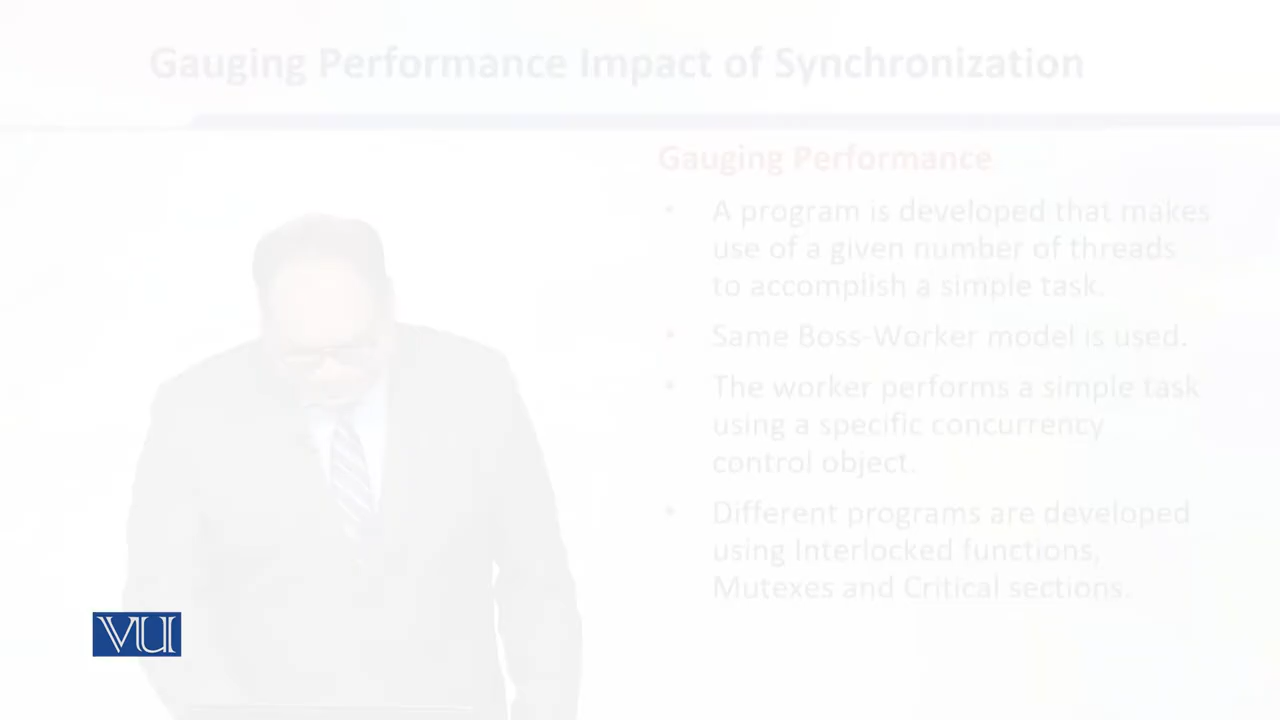 Gauging Performance Impact of Synchronization
Gauging Performance
• A program is developed that makes
use of a given number of threads
to accomplish a simple task.
• Same Boss-Worker model is used.
• The worker performs a simple task
using a specific concurrency
control object.
• Different programs are developed
using Interlocked functions,
Mutexes and Critical sections.
VU